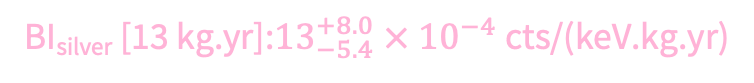 BI_silver [13 kg.yr]:13^{+8.0}_{-5.4} × 10^{-4} cts/(keV.kg.yr)